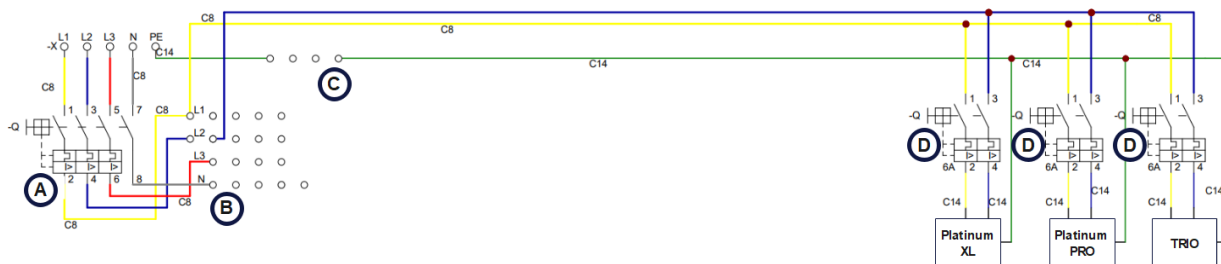 C8
C8
C8
L1 L2 L3 N PE
-X
C14
C8
C8
C14
C14
C
C8
L1
1 3 5 7
-Q
L2
L3
I> I> I>
2 4 6 8
A
N
C8
B
C8
1 3 1 3 1 3
-Q -Q -Q
D D D
I> I> I> I> I> I>
6A 2 4 6A 2 4 6A 2 4
C14 C14 C14 C14 C14 C14
Platinum XL
Platinum PRO
TRIO